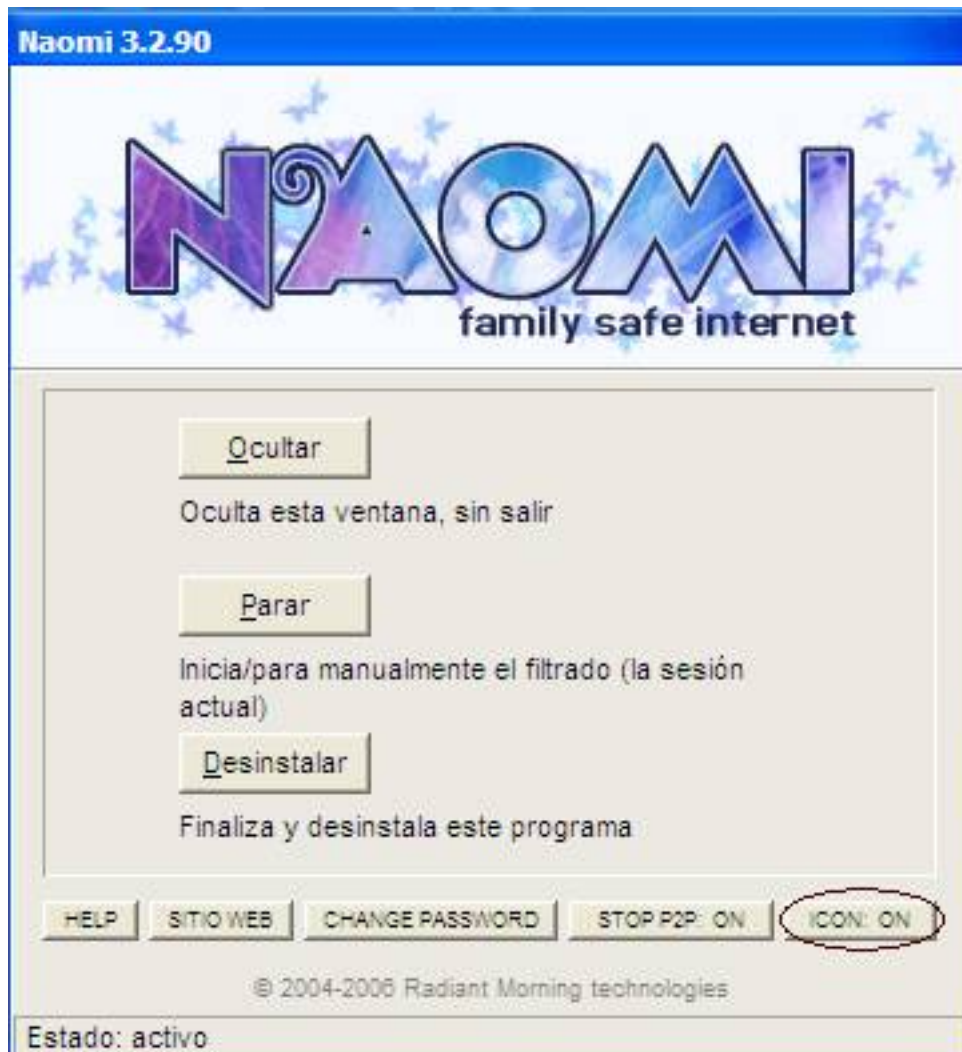 Naomi 3.2.90
NAOMI
family safe internet
Ocultar
Oculta esta ventana, sin salir
Parar
Inicia/para manualmente el filtrado (la sesión
actual)
Desinstalar
Finaliza y desinstala este programa
HELP SITIO WEB CHANGE PASSWORD STOP P2P: ON ICON: ON
© 2004-2006 Radiant Morning technologies
Estado: activo